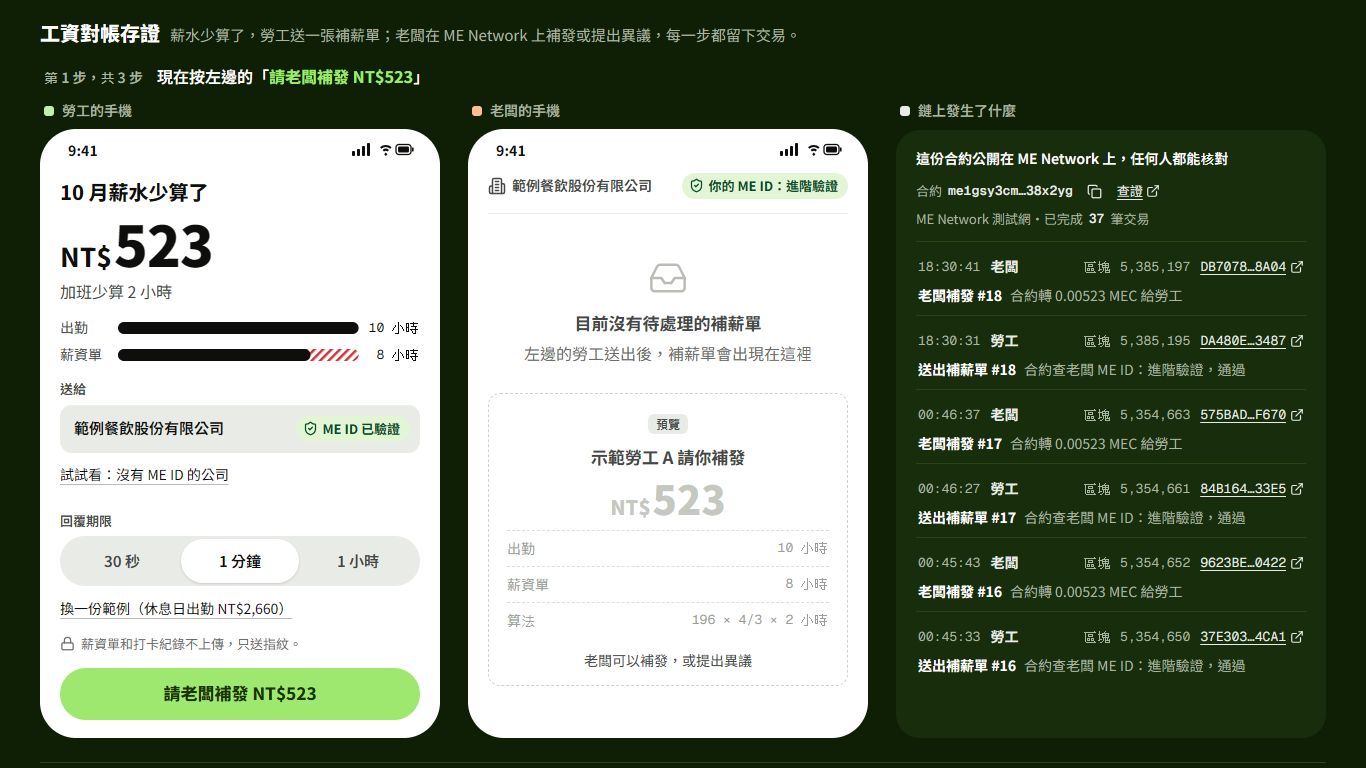 工資對帳存證 薪水少算了，勞工送一張補薪單；老闆在 ME Network 上補發或提出異議，每一步都留下交易。
第 1 步，共 3 步 現在按左邊的「請老闆補發 NT$523」
勞工的手機
9:41
10 月薪水少算了
NT$523
加班少算 2 小時
出勤 10 小時
薪資單 8 小時
送給
範例餐飲股份有限公司 ME ID 已驗證
試試看：沒有 ME ID 的公司
回覆期限
30 秒 1 分鐘 1 小時
換一份範例（休息日出勤 NT$2,660）
薪資單和打卡紀錄不上傳，只送指紋。
請老闆補發 NT$523
老闆的手機
9:41
範例餐飲股份有限公司 你的 ME ID：進階驗證
目前沒有待處理的補薪單
左邊的勞工送出後，補薪單會出現在這裡
預覽
示範勞工 A 請你補發
NT$523
出勤 10 小時
薪資單 8 小時
算法 196 × 4/3 × 2 小時
老闆可以補發，或提出異議
鏈上發生了什麼
這份合約公開在 ME Network 上，任何人都能核對
合約 me1gsy3cm…38x2yg 查證
ME Network 測試網・已完成 37 筆交易
18:30:41 老闆 區塊 5,385,197 DB7078…8A04
老闆補發 #18 合約轉 0.00523 MEC 給勞工
18:30:31 勞工 區塊 5,385,195 DA480E…3487
送出補薪單 #18 合約查老闆 ME ID：進階驗證，通過
00:46:37 老闆 區塊 5,354,663 575BAD…F670
老闆補發 #17 合約轉 0.00523 MEC 給勞工
00:46:27 勞工 區塊 5,354,661 84B164…33E5
送出補薪單 #17 合約查老闆 ME ID：進階驗證，通過
00:45:43 老闆 區塊 5,354,652 9623BE…0422
老闆補發 #16 合約轉 0.00523 MEC 給勞工
00:45:33 勞工 區塊 5,354,650 37E303…4CA1
送出補薪單 #16 合約查老闆 ME ID：進階驗證，通過